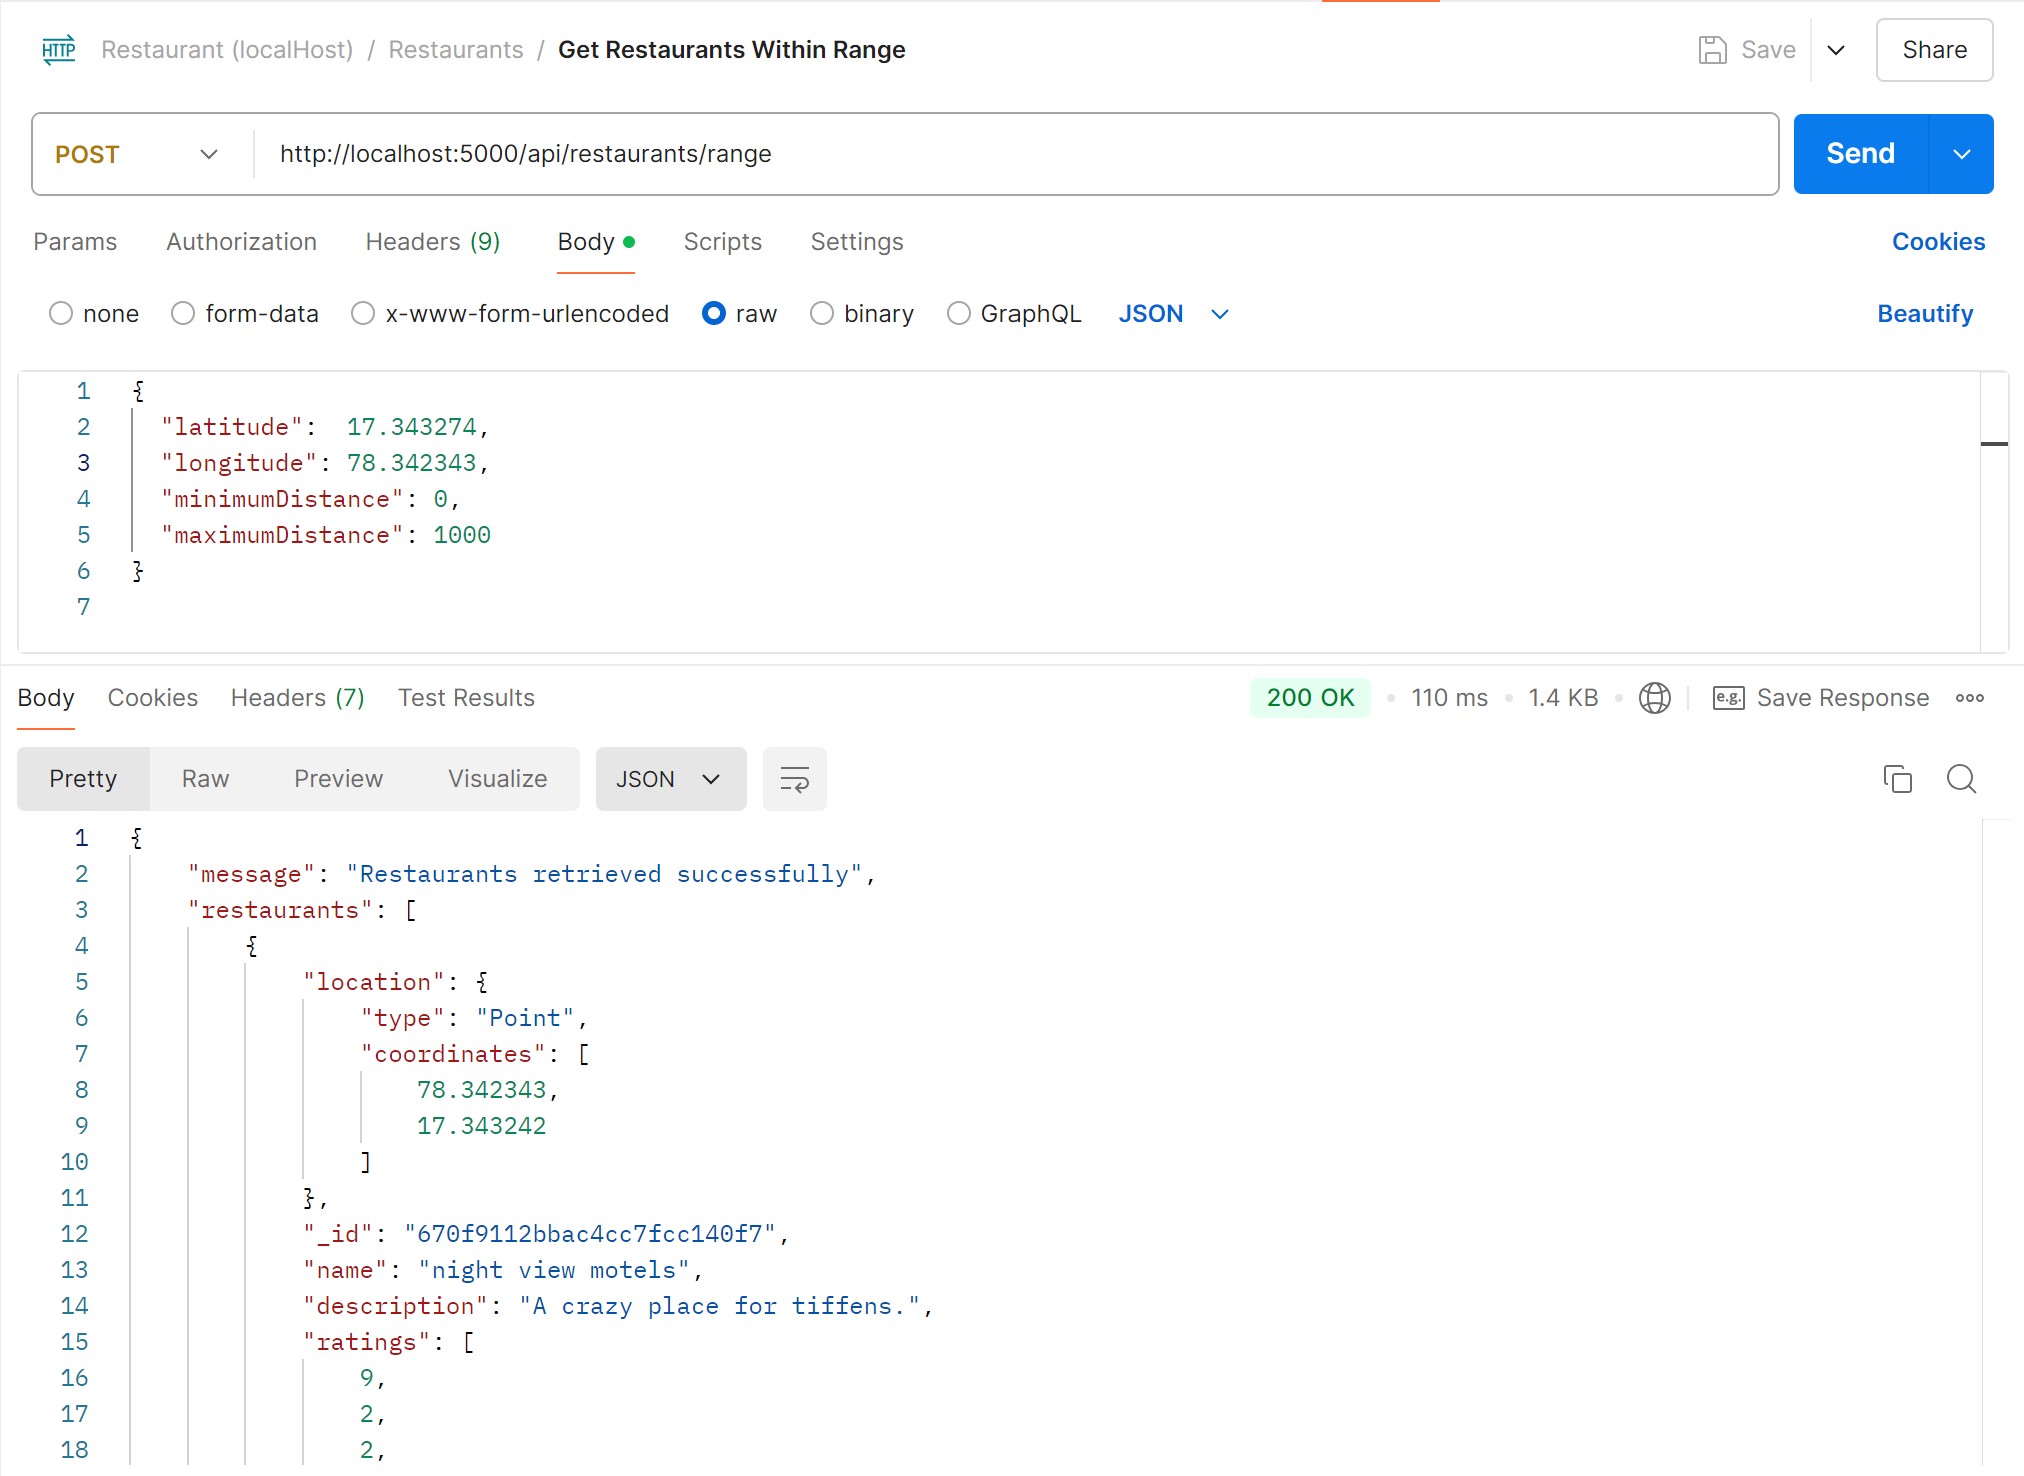 HTTP Restaurant (localHost) / Restaurants / Get Restaurants Within Range Save Share
POST http://localhost:5000/api/restaurants/range Send
Params Authorization Headers (9) Body Scripts Settings Cookies
none form-data x-www-form-urlencoded raw binary GraphQL JSON Beautify
1 {
2 "latitude":  17.343274,
3 "longitude": 78.342343,
4 "minimumDistance": 0,
5 "maximumDistance": 1000
6 }
7
Body Cookies Headers (7) Test Results 200 OK • 110 ms • 1.4 KB • e.g. Save Response
Pretty Raw Preview Visualize JSON
1 {
2 "message": "Restaurants retrieved successfully",
3 "restaurants": [
4 {
5 "location": {
6 "type": "Point",
7 "coordinates": [
8 78.342343,
9 17.343242
10 ]
11 },
12 "_id": "670f9112bbac4cc7fcc140f7",
13 "name": "night view motels",
14 "description": "A crazy place for tiffens.",
15 "ratings": [
16 9,
17 2,
18 2,